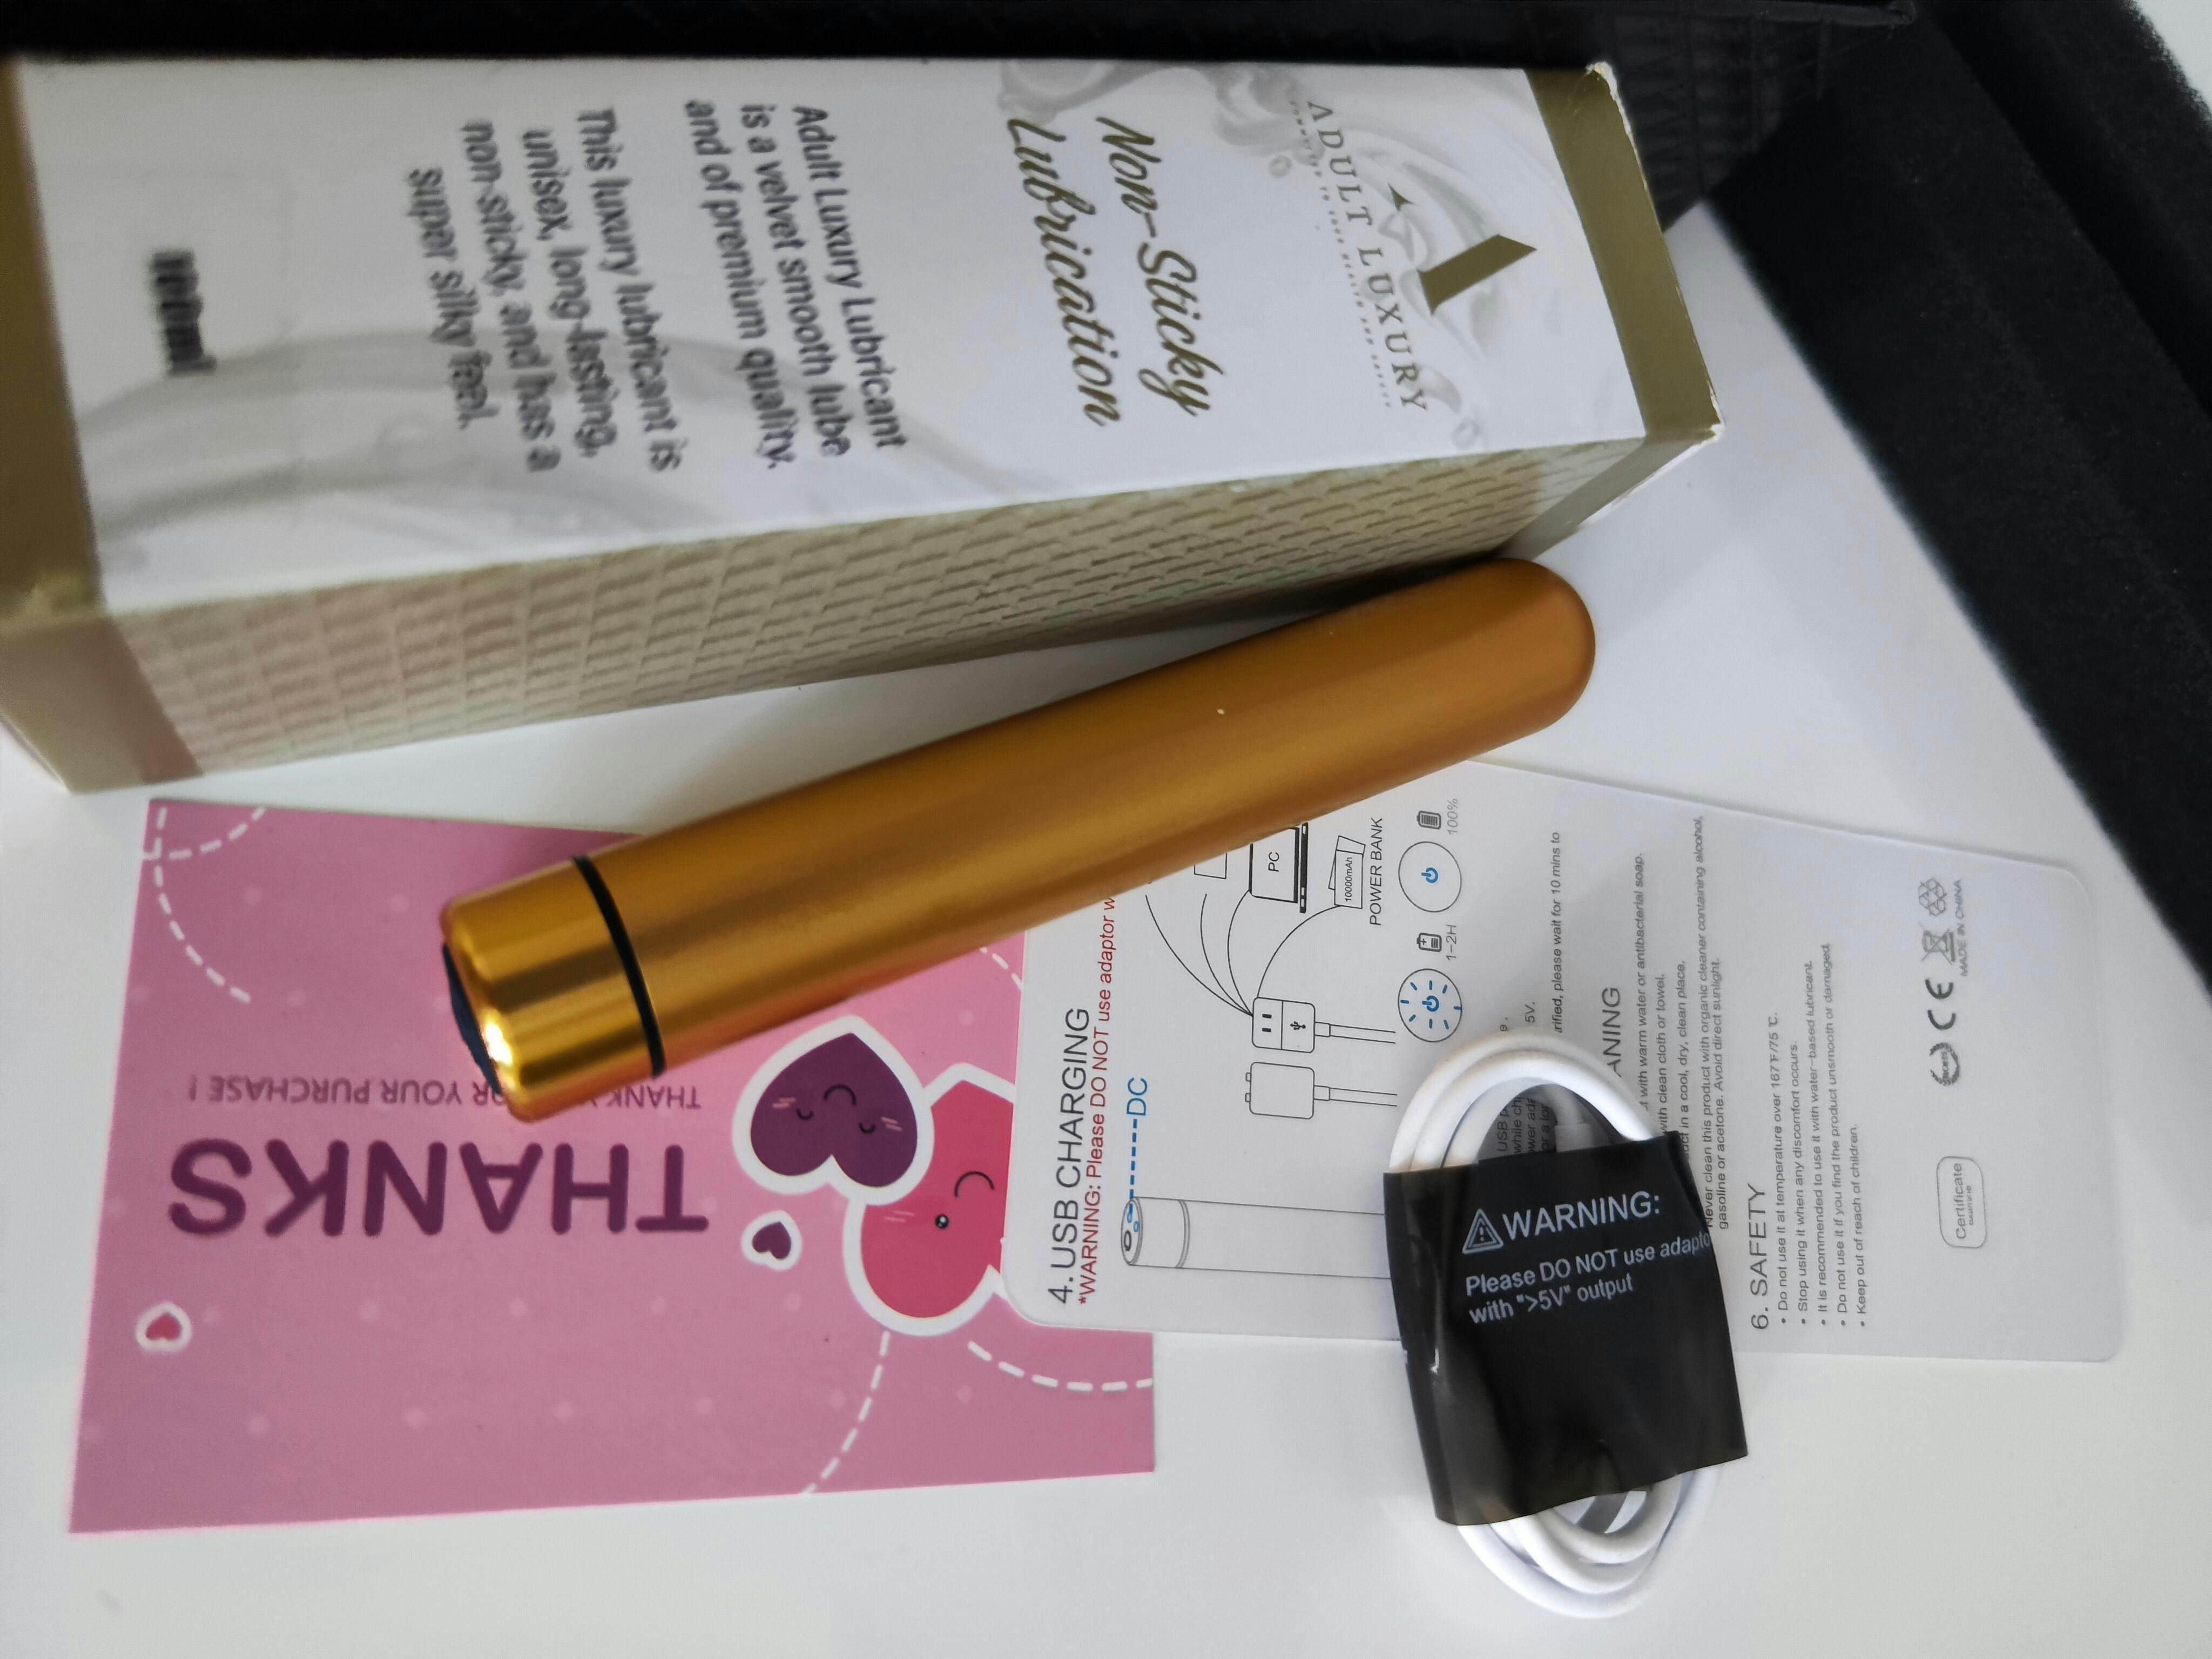 ADULT LUXURY
Non-Sticky
Lubrication
Adult Luxury Lubricant
is a velvet smooth lube
and of premium quality.
This luxury lubricant is
unisex, long-lasting,
non-sticky, and has a
super silky feel.
100ml
THANKS
THANK YOUR PURCHASE !
4. USB CHARGING
*WARNING: Please DO NOT use adaptor
DC
PC
10000mAh
POWER BANK
1-2H
100%
5V.
please wait for 10 mins to
ANING
with warm water or antibacterial soap.
with clean cloth or towel.
in a cool, dry, clean place.
Never clean this product with organic cleaner containing alcohol,
gasoline or acetone. Avoid direct sunlight.
6. SAFETY
• Do not use it at temperature over 167℉/75 ℃.
• Stop using it when any discomfort occurs.
• It is recommended to use it with water-based lubricant.
• Do not use it if you find the product unsmooth or damaged.
• Keep out of reach of children.
Certificate
CE
MADE IN CHINA
WARNING:
Please DO NOT use adapto
with ">5V" output